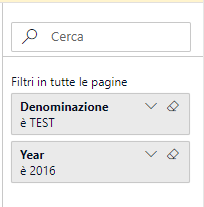 Cerca
Filtri in tutte le pagine
Denominazione
è TEST
Year
è 2016